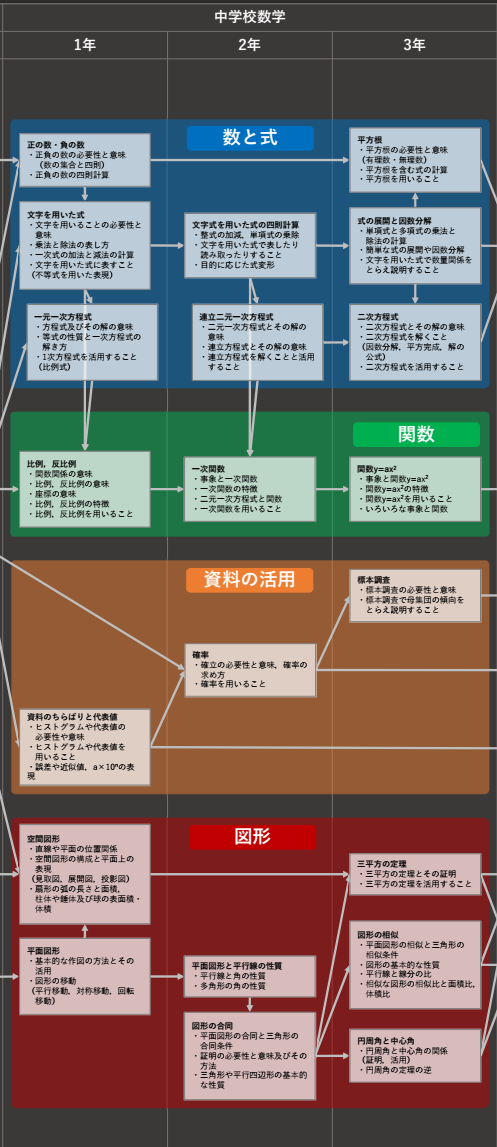 中学校数学
1年
2年
3年
数と式
正の数・負の数
・正負の数の必要性と意味
（数の集合と四則）
・正負の数の四則計算
平方根
・平方根の必要性と意味
（有理数・無理数）
・平方根を含む式の計算
・平方根を用いること
文字を用いた式
・文字を用いることの必要性と
意味
・乗法と除法の表し方
・一次式の加法と減法の計算
・文字を用いた式に表すこと
（不等式を用いた表現）
文字式を用いた式の四則計算
・整式の加減、単項式の乗除
・文字を用いた式で表したり
読み取ったりすること
・目的に応じた式変形
式の展開と因数分解
・単項式と多項式の乗法と
除法の計算
・簡単な式の展開や因数分解
・文字を用いた式で数量関係を
とらえ説明すること
一元一次方程式
・方程式及びその解の意味
・等式の性質と一次方程式の
解き方
・1次方程式を活用すること
（比例式）
連立二元一次方程式
・二元一次方程式とその解の
意味
・連立方程式とその解の意味
・連立方程式を解くことと活用
すること
二次方程式
・二次方程式とその解の意味
・二次方程式を解くこと
（因数分解、平方完成、解の
公式）
・二次方程式を活用すること
関数
比例、反比例
・関数関係の意味
・比例、反比例の意味
・座標の意味
・比例、反比例の特徴
・比例、反比例を用いること
一次関数
・事象と一次関数
・一次関数の特徴
・二元一次方程式と関数
・一次関数を用いること
関数y=ax²
・事象と関数y=ax²
・関数y=ax²の特徴
・関数y=ax²を用いること
・いろいろな事象と関数
資料の活用
標本調査
・標本調査の必要性と意味
・標本調査で母集団の傾向を
とらえ説明すること
確率
・確立の必要性と意味、確率の
求め方
・確率を用いること
資料のちらばりと代表値
・ヒストグラムや代表値の
必要性や意味
・ヒストグラムや代表値を
用いること
・誤差や近似値、a×10ⁿの表
現
図形
空間図形
・直線や平面の位置関係
・空間図形の構成と平面上の
表現
（見取図、展開図、投影図）
・扇形の弧の長さと面積、
柱体や錐体及び球の表面積・
体積
三平方の定理
・三平方の定理とその証明
・三平方の定理を活用すること
平面図形
・基本的な作図の方法とその
活用
・図形の移動
（平行移動、対称移動、回転
移動）
平面図形と平行線の性質
・平行線と角の性質
・多角形の角の性質
図形の相似
・平面図形の相似と三角形の
相似条件
・図形の基本的な性質
・平行線と線分の比
・相似な図形の相似比と面積比、
体積比
図形の合同
・平面図形の合同と三角形の
合同条件
・証明の必要性と意味及びその
方法
・三角形や平行四辺形の基本的
な性質
円周角と中心角
・円周角と中心角の関係
（証明、活用）
・円周角の定理の逆